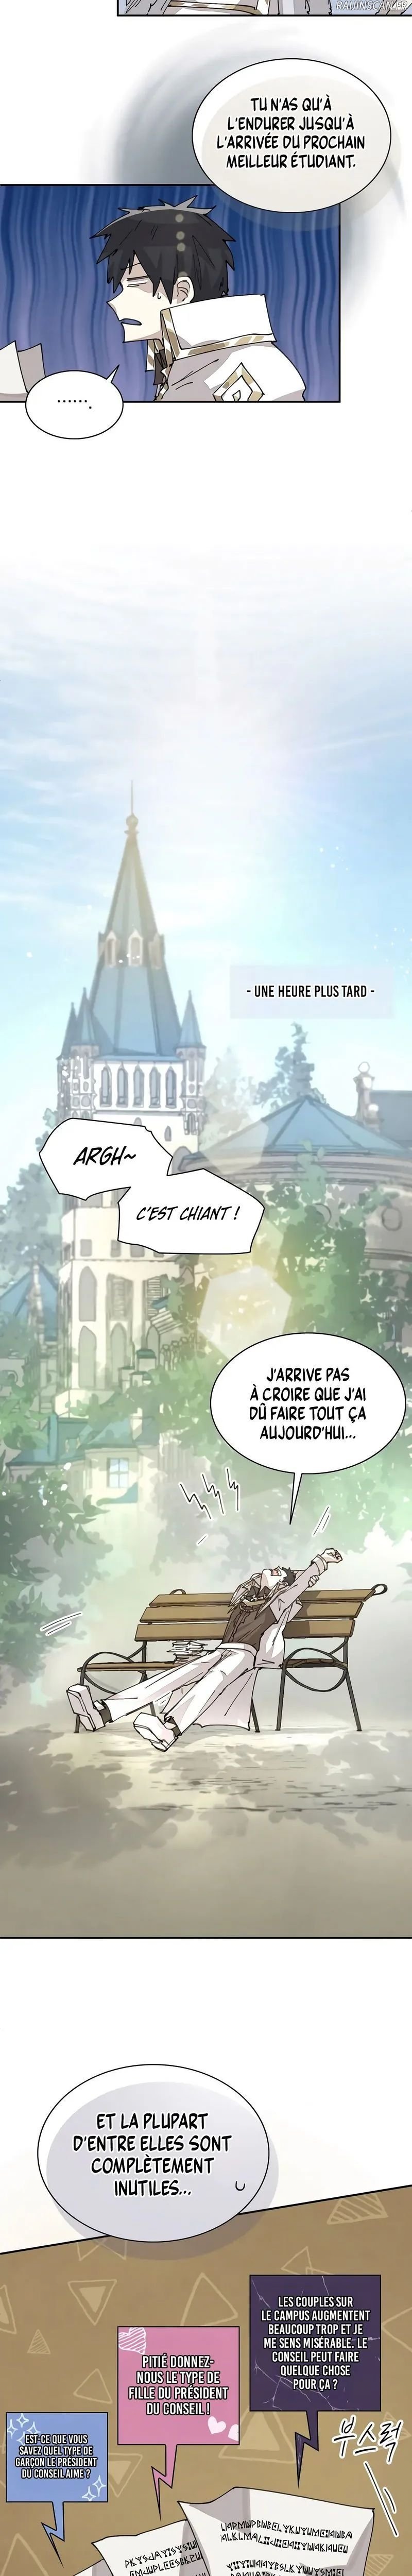 RAIJINSCAN.FR
TU N'AS QU'À
L'ENDURER JUSQU'À
L'ARRIVÉE DU PROCHAIN
MEILLEUR ÉTUDIANT.
.......
- UNE HEURE PLUS TARD -
ARGH~
C'EST CHIANT !
J'ARRIVE PAS
À CROIRE QUE J'AI
DÛ FAIRE TOUT ÇA
AUJOURD'HUI...
ET LA PLUPART
D'ENTRE ELLES SONT
COMPLÈTEMENT
INUTILES...
LES COUPLES SUR
LE CAMPUS AUGMENTENT
BEAUCOUP TROP ET JE
ME SENS MISÉRABLE. LE
CONSEIL PEUT FAIRE
QUELQUE CHOSE
POUR ÇA ?
PITIÉ DONNEZ-
NOUS LE TYPE DE
FILLE DU PRÉSIDENT
DU CONSEIL !
EST-CE QUE VOUS
SAVEZ QUEL TYPE DE
GARÇON LE PRÉSIDENT
DU CONSEIL AIME ?
부스럭